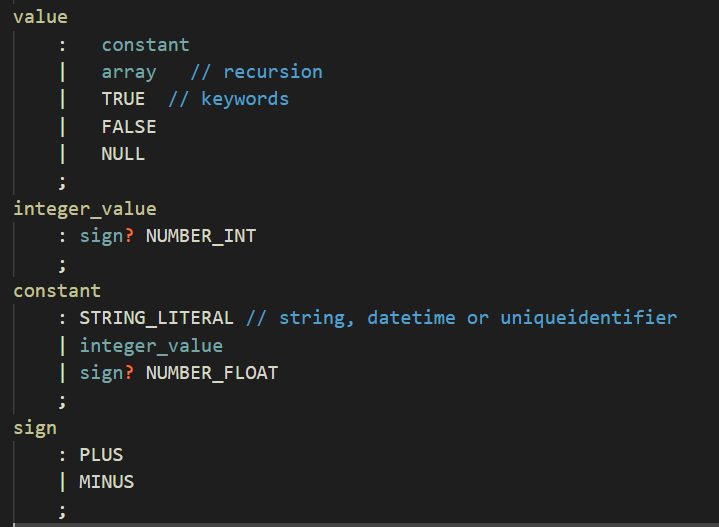 value
    :   constant
    |   array   // recursion
    |   TRUE  // keywords
    |   FALSE
    |   NULL
    ;
integer_value
    : sign? NUMBER_INT
    ;
constant
    : STRING_LITERAL // string, datetime or uniqueidentifier
    | integer_value
    | sign? NUMBER_FLOAT
    ;
sign
    : PLUS
    | MINUS
    ;